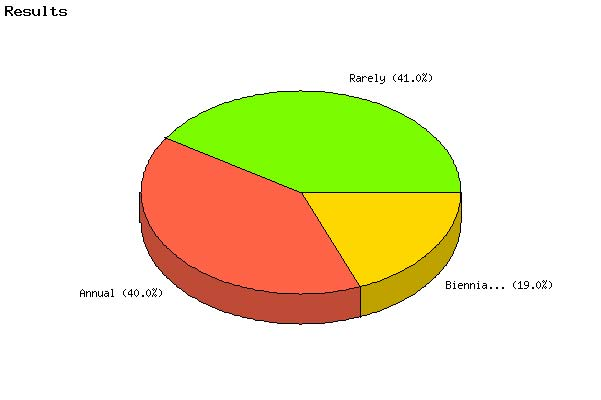 Results
Rarely (41.0%)
Annual (40.0%)
Biennia... (19.0%)